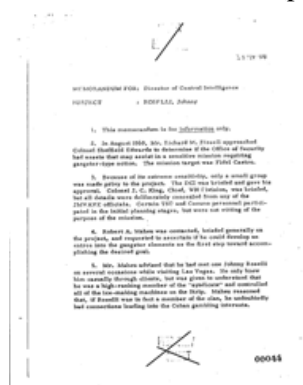 MEMORANDUM FOR: Director of Central Intelligence
SUBJECT : ROSELLI, Johnny
1. This memorandum is for information only.
2. In August 1960, Mr. Richard M. Bissell approached
Colonel Sheffield Edwards to determine if the Office of Security
had assets that may assist in a sensitive mission requiring
gangster-type action. The mission target was Fidel Castro.
3. Because of its extreme sensitivity, only a small group
was made privy to the project. The DCI was briefed and gave his
approval. Colonel J. C. King, Chief, WH Division, was briefed,
but all details were deliberately concealed from any of the
officials. Certain and Commo personnel partici-
pated in the initial planning stages, but were not witting of the
purpose of the mission.
4. Robert A. Maheu was contacted, briefed generally on
the project, and requested to ascertain if he could develop an
entree into the gangster elements as the first step toward accom-
plishing the desired goal.
5. Mr. Maheu advised that he had met one Johnny Roselli
on several occasions while visiting Las Vegas. He only knew
him casually through clients, but was given to understand that
he was a high-ranking member of the "syndicate" and controlled
all of the ice-making machines on the Strip. Maheu reasoned
that, if Roselli was in fact a member of the clan, he undoubtedly
had connections leading into the Cuban gambling interests.
00044